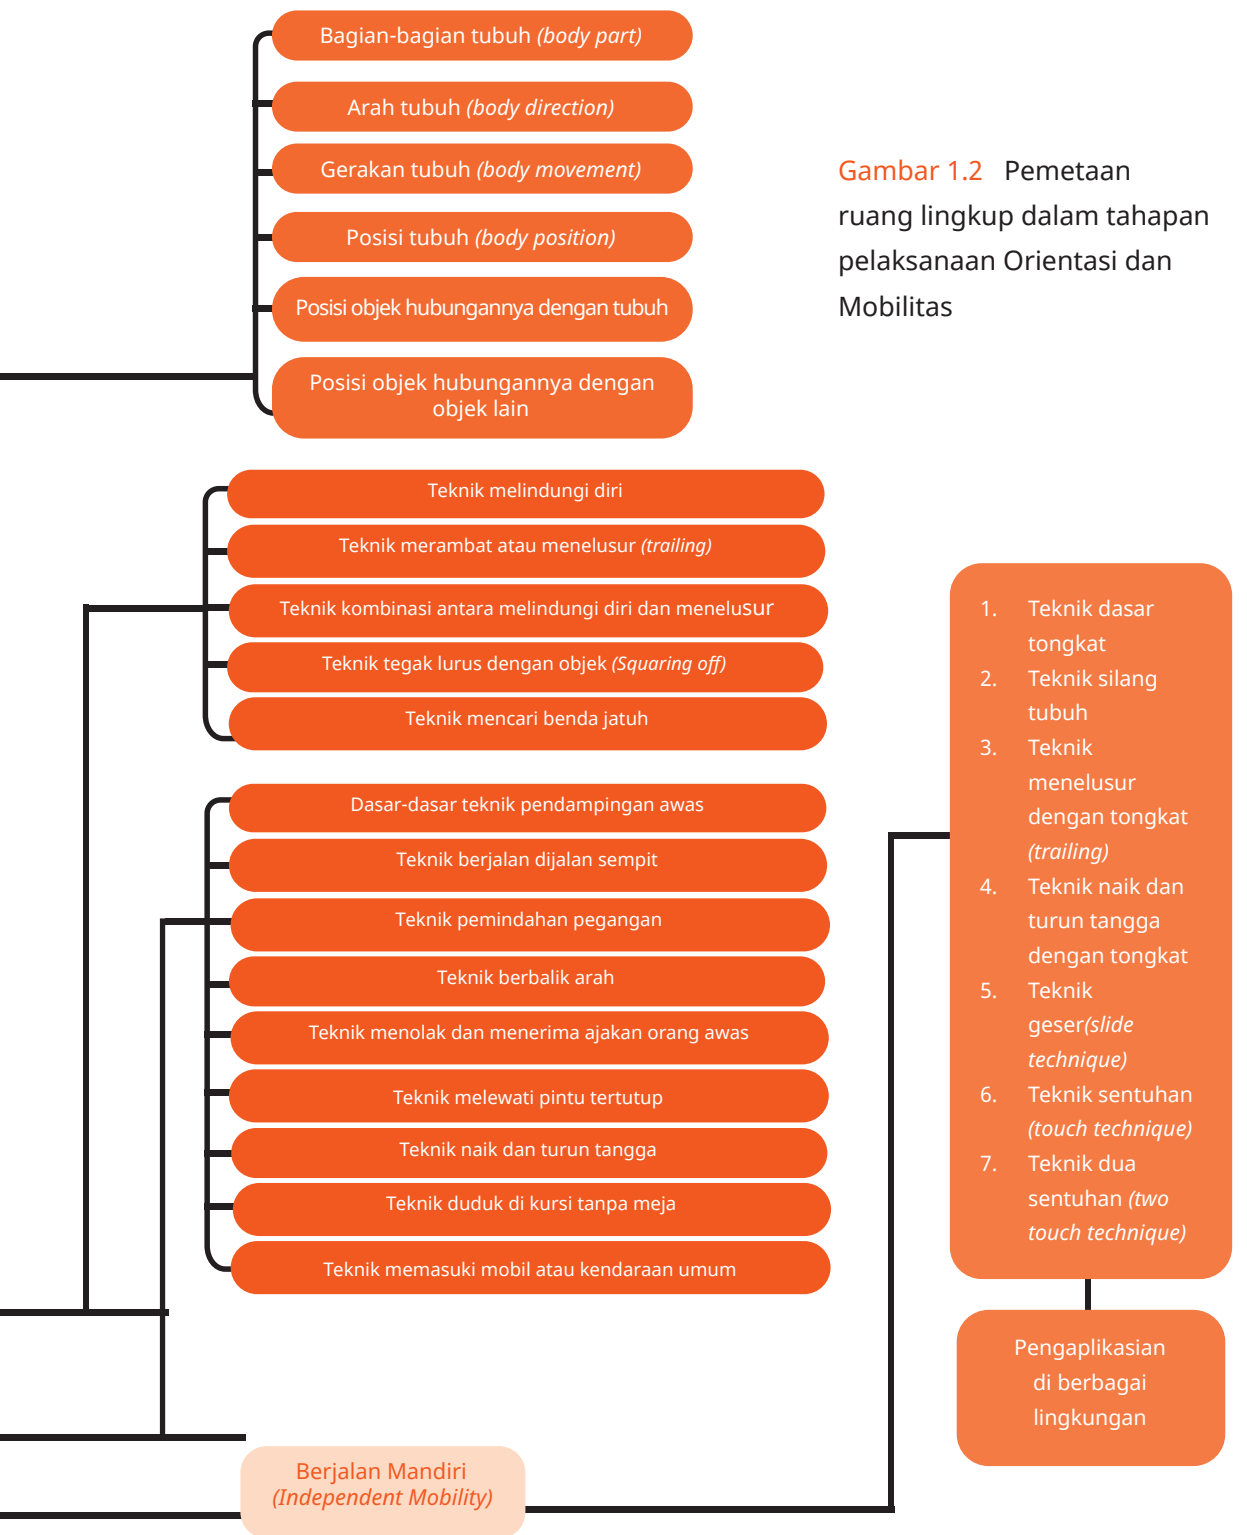 Bagian-bagian tubuh (body part)
Arah tubuh (body direction)
Gerakan tubuh (body movement)
Posisi tubuh (body position)
Posisi objek hubungannya dengan tubuh
Posisi objek hubungannya dengan
objek lain
Gambar 1.2 Pemetaan
ruang lingkup dalam tahapan
pelaksanaan Orientasi dan
Mobilitas
Teknik melindungi diri
Teknik merambat atau menelusur (trailing)
Teknik kombinasi antara melindungi diri dan menelusur
Teknik tegak lurus dengan objek (Squaring off)
Teknik mencari benda jatuh
Dasar-dasar teknik pendampingan awas
Teknik berjalan dijalan sempit
Teknik pemindahan pegangan
Teknik berbalik arah
Teknik menolak dan menerima ajakan orang awas
Teknik melewati pintu tertutup
Teknik naik dan turun tangga
Teknik duduk di kursi tanpa meja
Teknik memasuki mobil atau kendaraan umum
Berjalan Mandiri
(Independent Mobility)
1. Teknik dasar
tongkat
2. Teknik silang
tubuh
3. Teknik
menelusur
dengan tongkat
(trailing)
4. Teknik naik dan
turun tangga
dengan tongkat
5. Teknik
geser(slide
technique)
6. Teknik sentuhan
(touch technique)
7. Teknik dua
sentuhan (two
touch technique)
Pengaplikasian
di berbagai
lingkungan